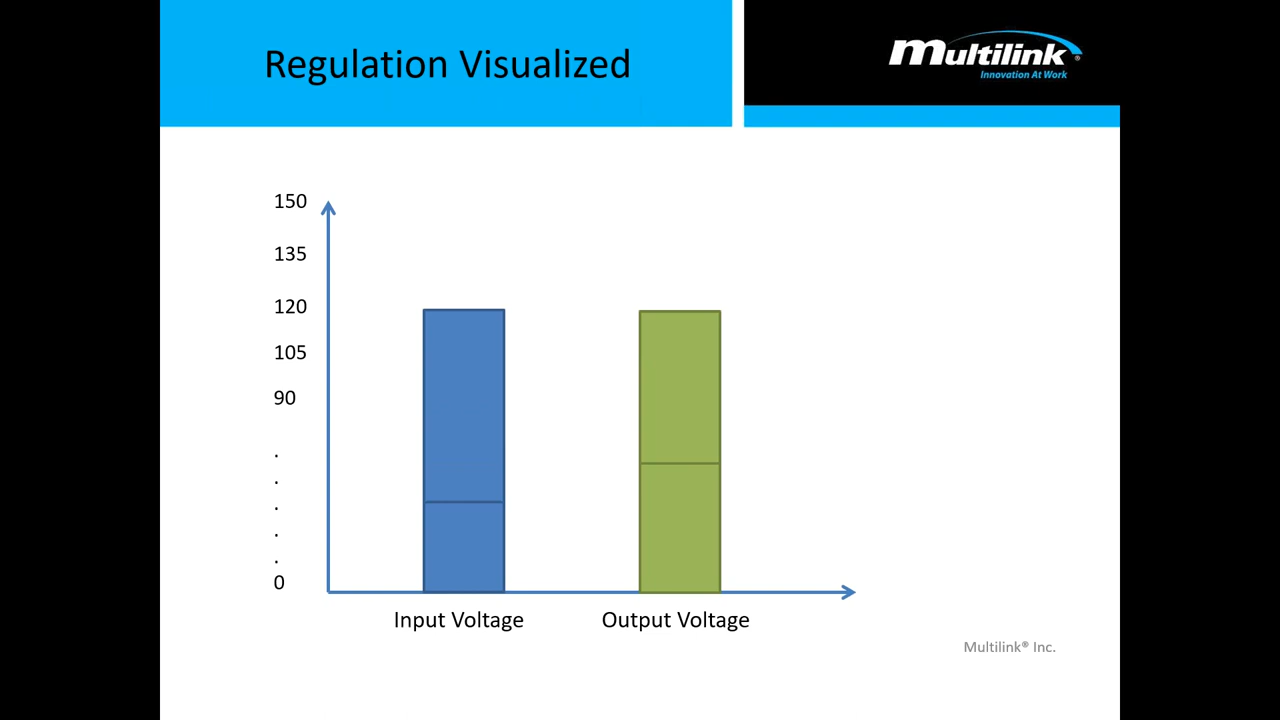 Regulation Visualized
multilink®
Innovation At Work
150
135
120
105
90
.
.
.
.
.
0
Input Voltage
Output Voltage
Multilink® Inc.